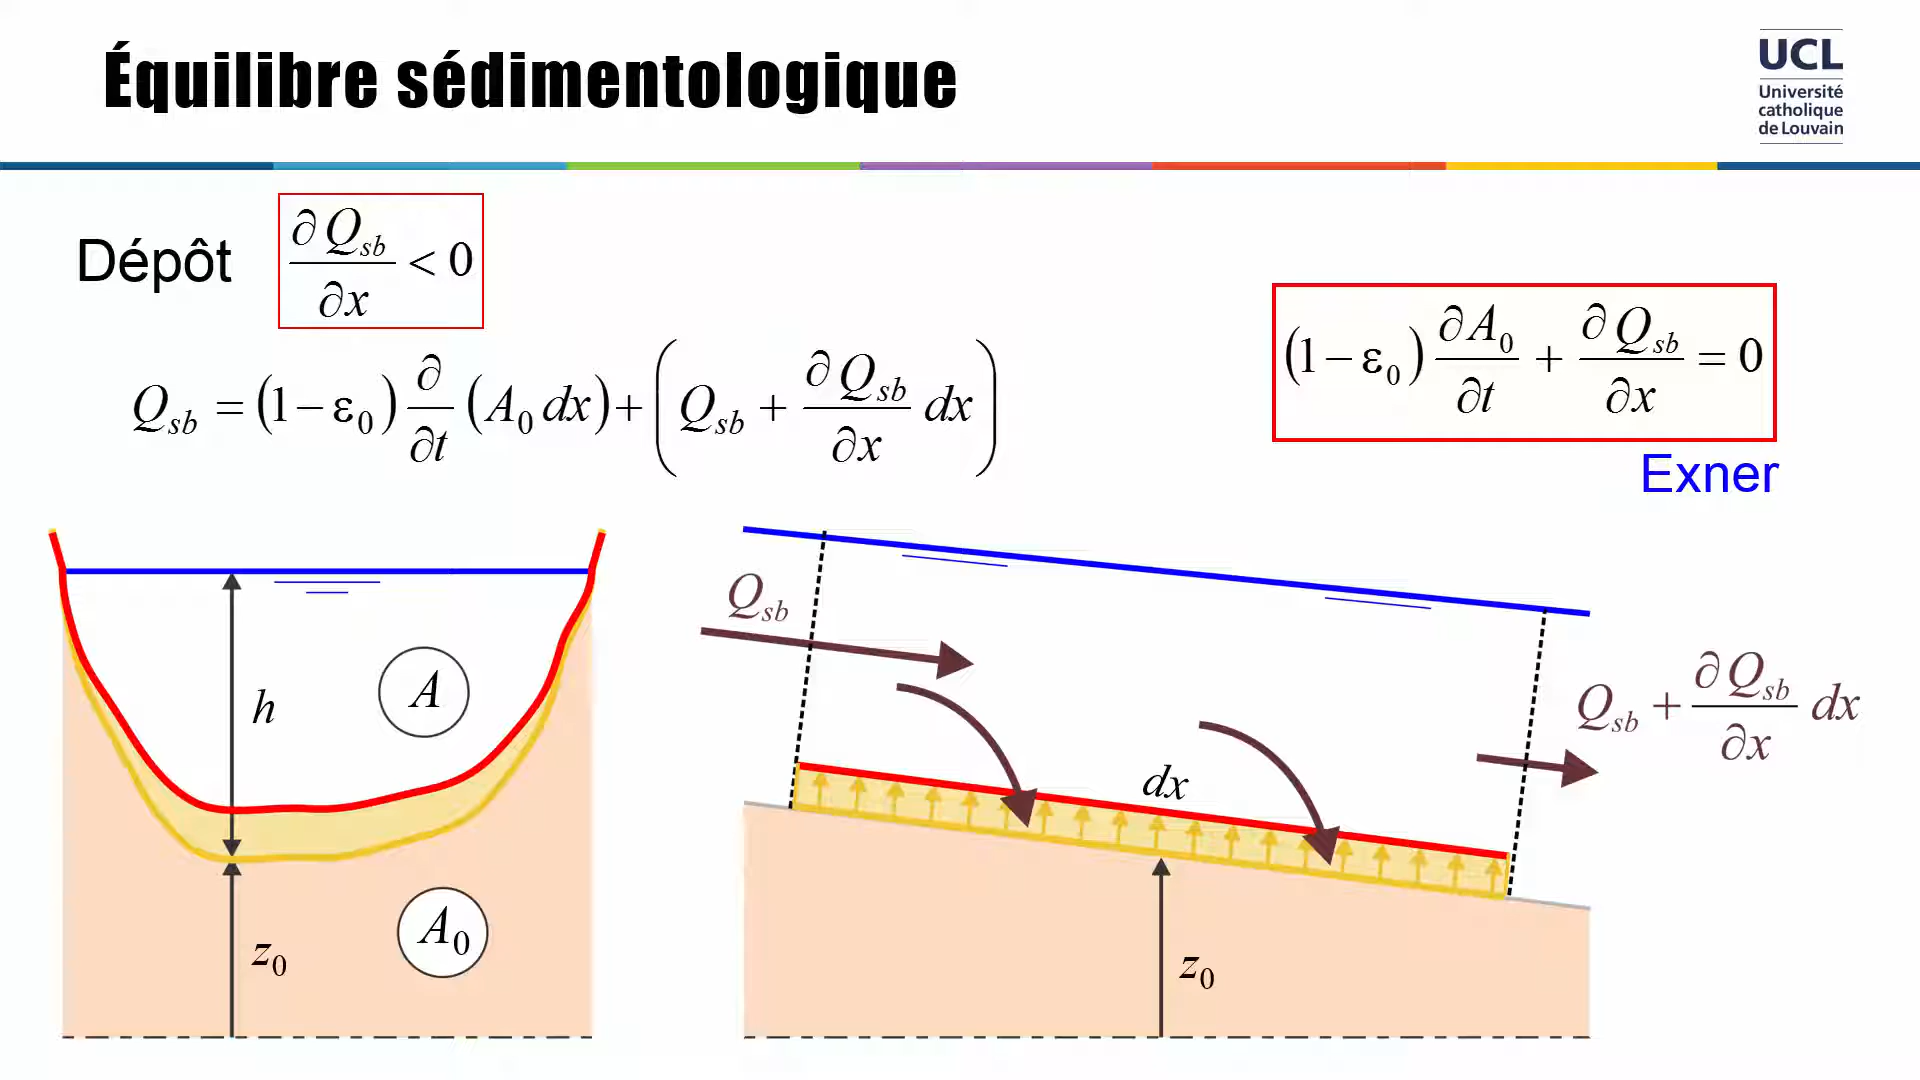 Équilibre sédimentologique
UCL
Université
catholique
de Louvain
Dépôt
∂Q_sb/∂x < 0
Q_sb = (1 − ε_0) ∂/∂t (A_0 dx) + (Q_sb + ∂Q_sb/∂x dx)
(1 − ε_0) ∂A_0/∂t + ∂Q_sb/∂x = 0
Exner
h
A
A_0
z_0
Q_sb
dx
z_0
Q_sb + ∂Q_sb/∂x dx